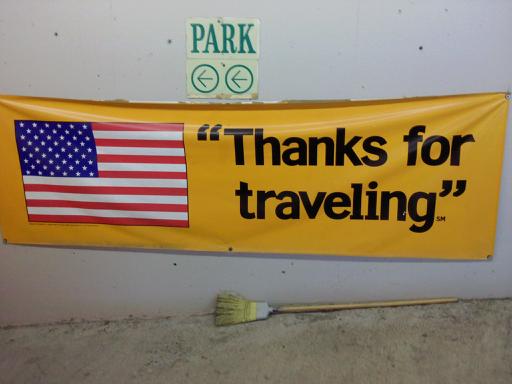 PARK
“Thanks for
traveling”SM